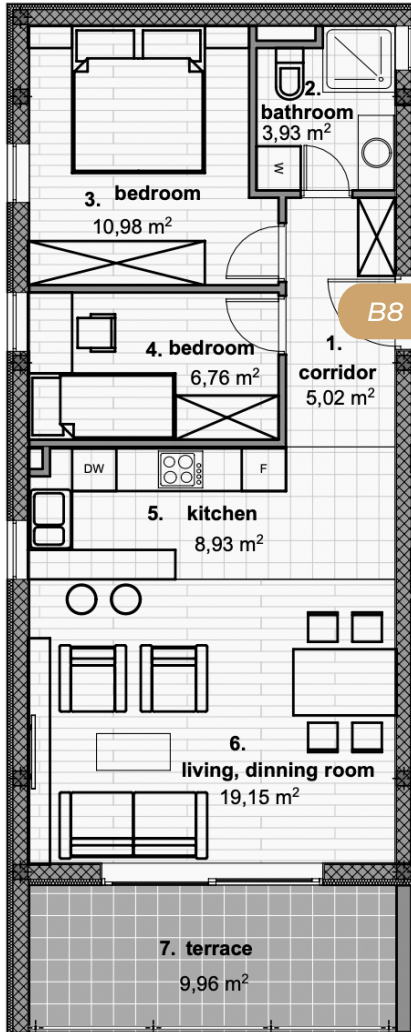 2.
bathroom
3,93 m²
W
3. bedroom
10,98 m²
B8
1.
corridor
5,02 m²
4. bedroom
6,76 m²
DW
F
5. kitchen
8,93 m²
6.
living, dinning room
19,15 m²
7. terrace
9,96 m²